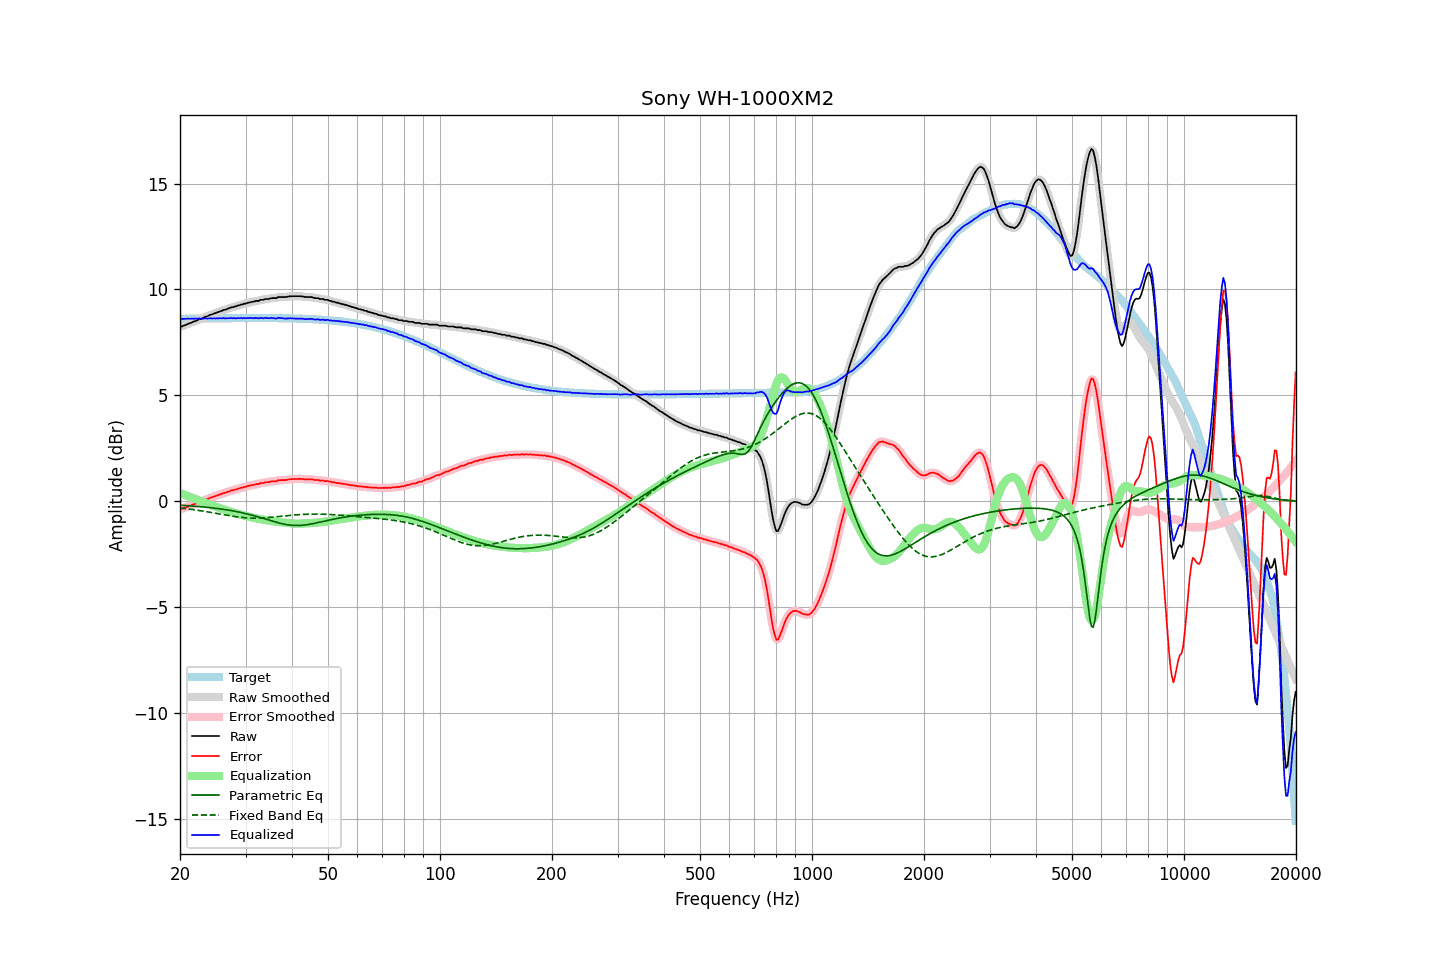 Sony WH-1000XM2
Amplitude (dBr)
15
10
5
0
−5
−10
−15
Target
Raw Smoothed
Error Smoothed
Raw
Error
Equalization
Parametric Eq
Fixed Band Eq
Equalized
20
50
100
200
500
1000
2000
5000
10000
20000
Frequency (Hz)